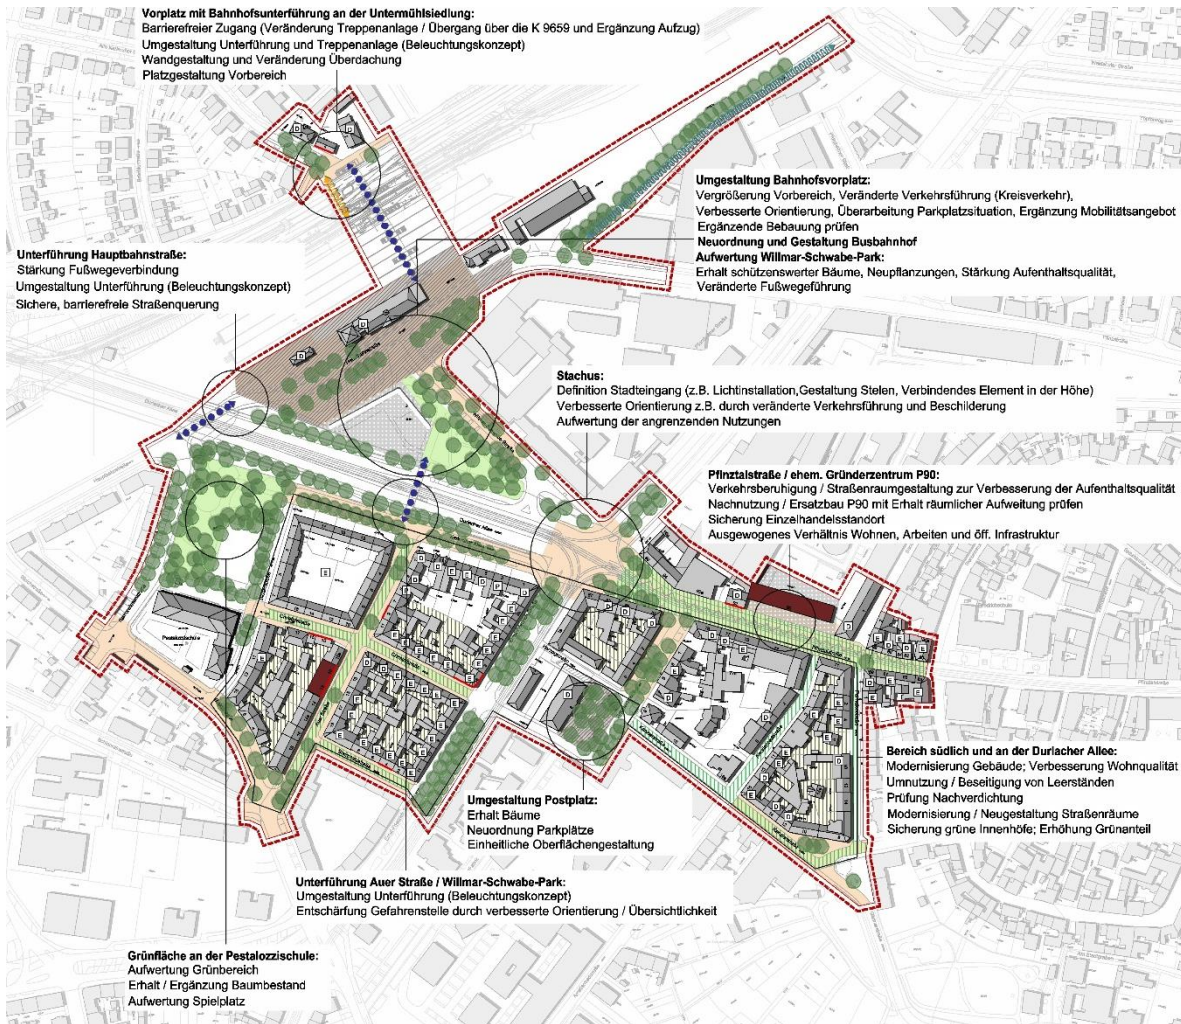 Vorplatz mit Bahnhofsunterführung an der Untermühlsiedlung:
Barrierefreier Zugang (Veränderung Treppenanlage / Übergang über die K 9659 und Ergänzung Aufzug)
Umgestaltung Unterführung und Treppenanlage (Beleuchtungskonzept)
Wandgestaltung und Veränderung Überdachung
Platzgestaltung Vorbereich
Umgestaltung Bahnhofsvorplatz:
Vergrößerung Vorbereich, Veränderte Verkehrsführung (Kreisverkehr),
Verbesserte Orientierung, Überarbeitung Parkplatzsituation, Ergänzung Mobilitätsangebot
Ergänzende Bebauung prüfen
Neuordnung und Gestaltung Busbahnhof
Aufwertung Willmar-Schwabe-Park:
Erhalt schützenswerter Bäume, Neupflanzungen, Stärkung Aufenthaltsqualität,
Veränderte Fußwegeführung
Unterführung Hauptbahnstraße:
Stärkung Fußwegeverbindung
Umgestaltung Unterführung (Beleuchtungskonzept)
Sichere, barrierefreie Straßenquerung
Stachus:
Definition Stadteingang (z.B. Lichtinstallation,Gestaltung Stelen, Verbindendes Element in der Höhe)
Verbesserte Orientierung z.B. durch veränderte Verkehrsführung und Beschilderung
Aufwertung der angrenzenden Nutzungen
Pfinztalstraße / ehem. Gründerzentrum P90:
Verkehrsberuhigung / Straßenraumgestaltung zur Verbesserung der Aufenthaltsqualität
Nachnutzung / Ersatzbau P90 mit Erhalt räumlicher Aufweitung prüfen
Sicherung Einzelhandelsstandort
Ausgewogenes Verhältnis Wohnen, Arbeiten und öff. Infrastruktur
Durlacher Allee
Pestalozzischule
Bereich südlich und an der Durlacher Allee:
Modernisierung Gebäude; Verbesserung Wohnqualität
Umnutzung / Beseitigung von Leerständen
Prüfung Nachverdichtung
Modernisierung / Neugestaltung Straßenräume
Sicherung grüne Innenhöfe; Erhöhung Grünanteil
Umgestaltung Postplatz:
Erhalt Bäume
Neuordnung Parkplätze
Einheitliche Oberflächengestaltung
Unterführung Auer Straße / Willmar-Schwabe-Park:
Umgestaltung Unterführung (Beleuchtungskonzept)
Entschärfung Gefahrenstelle durch verbesserte Orientierung / Übersichtlichkeit
Grünfläche an der Pestalozzischule:
Aufwertung Grünbereich
Erhalt / Ergänzung Baumbestand
Aufwertung Spielplatz